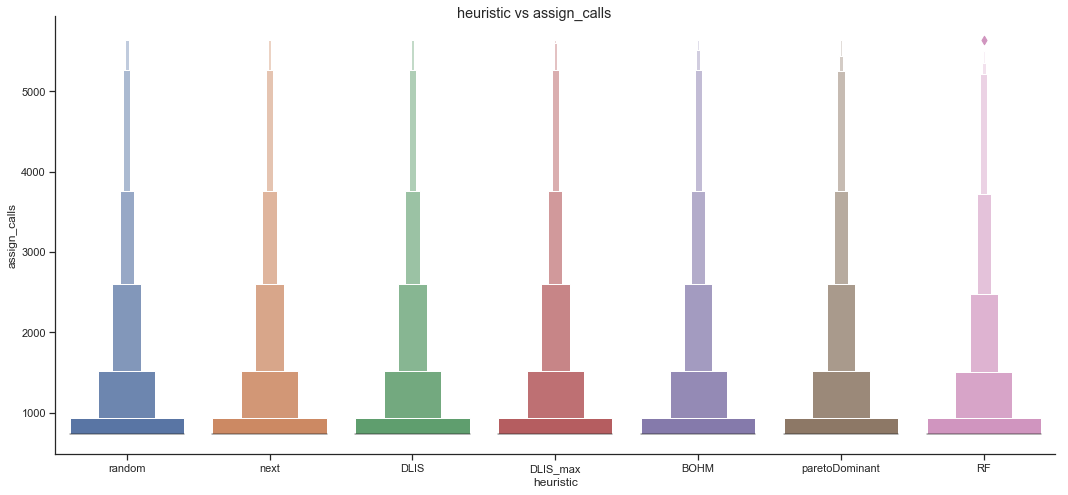 heuristic vs assign_calls
assign_calls
5000
4000
3000
2000
1000
random next DLIS DLIS_max BOHM paretoDominant RF
heuristic